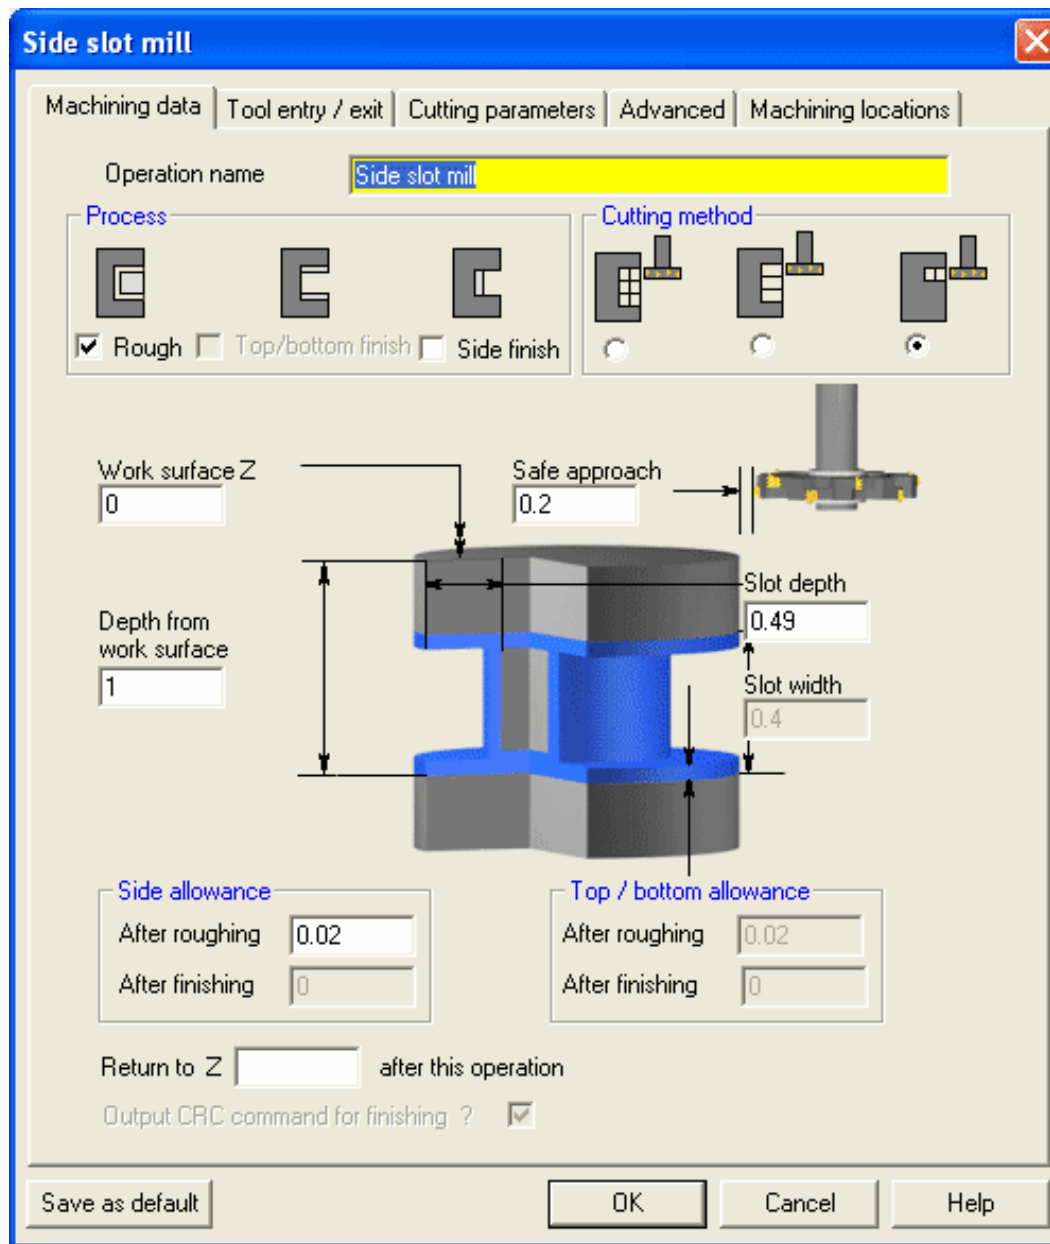 Side slot mill
Machining data Tool entry / exit Cutting parameters Advanced Machining locations
Operation name Side slot mill
Process Cutting method
Rough Top/bottom finish Side finish
Work surface Z Safe approach
0 0.2
Slot depth
Depth from 0.49
work surface
1 Slot width
0.4
Side allowance Top / bottom allowance
After roughing 0.02 After roughing 0.02
After finishing 0 After finishing 0
Return to Z after this operation
Output CRC command for finishing ?
Save as default OK Cancel Help